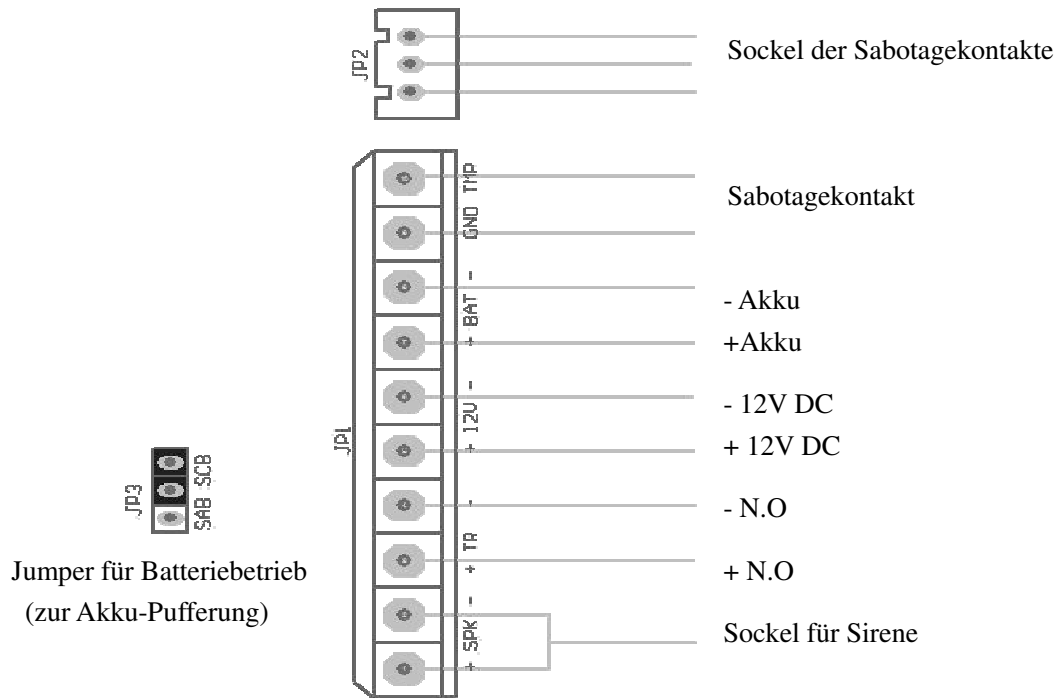 JP2
Sockel der Sabotagekontakte
TMP
GND
Sabotagekontakt
- BAT +
- Akku
+Akku
- 12V +
- 12V DC
+ 12V DC
JP1
- TR +
- N.O
+ N.O
- SPK +
Sockel für Sirene
JP3
SCB
SAB
Jumper für Batteriebetrieb
(zur Akku-Pufferung)